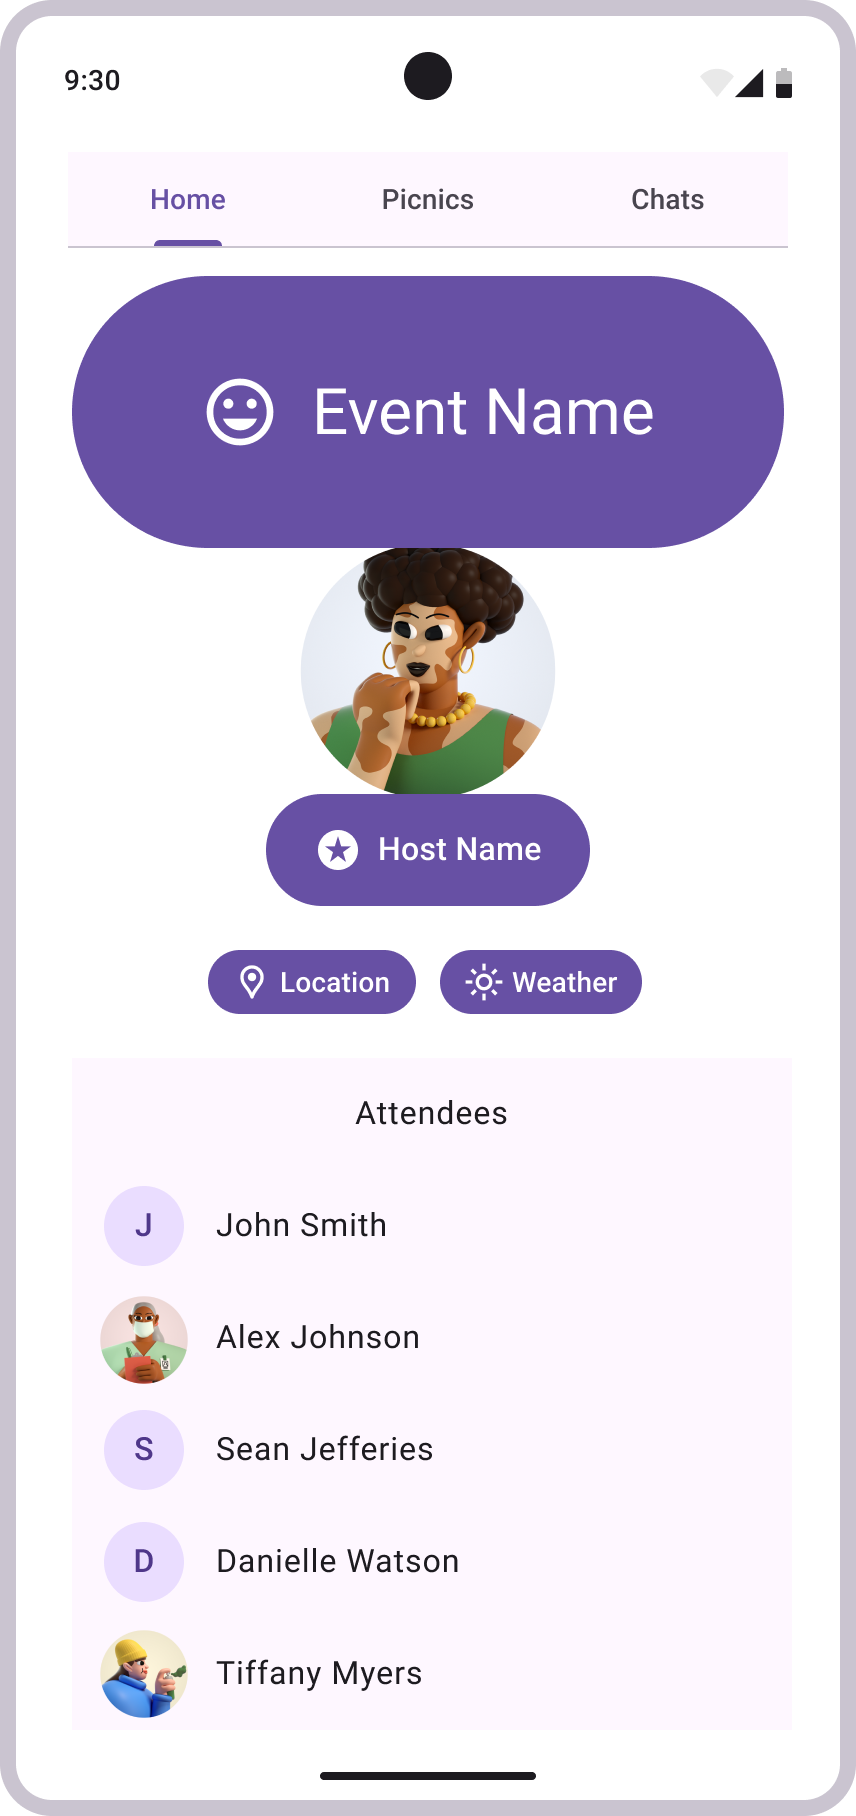 9:30
Home Picnics Chats
Event Name
Host Name
Location Weather
Attendees
J John Smith
Alex Johnson
S Sean Jefferies
D Danielle Watson
Tiffany Myers